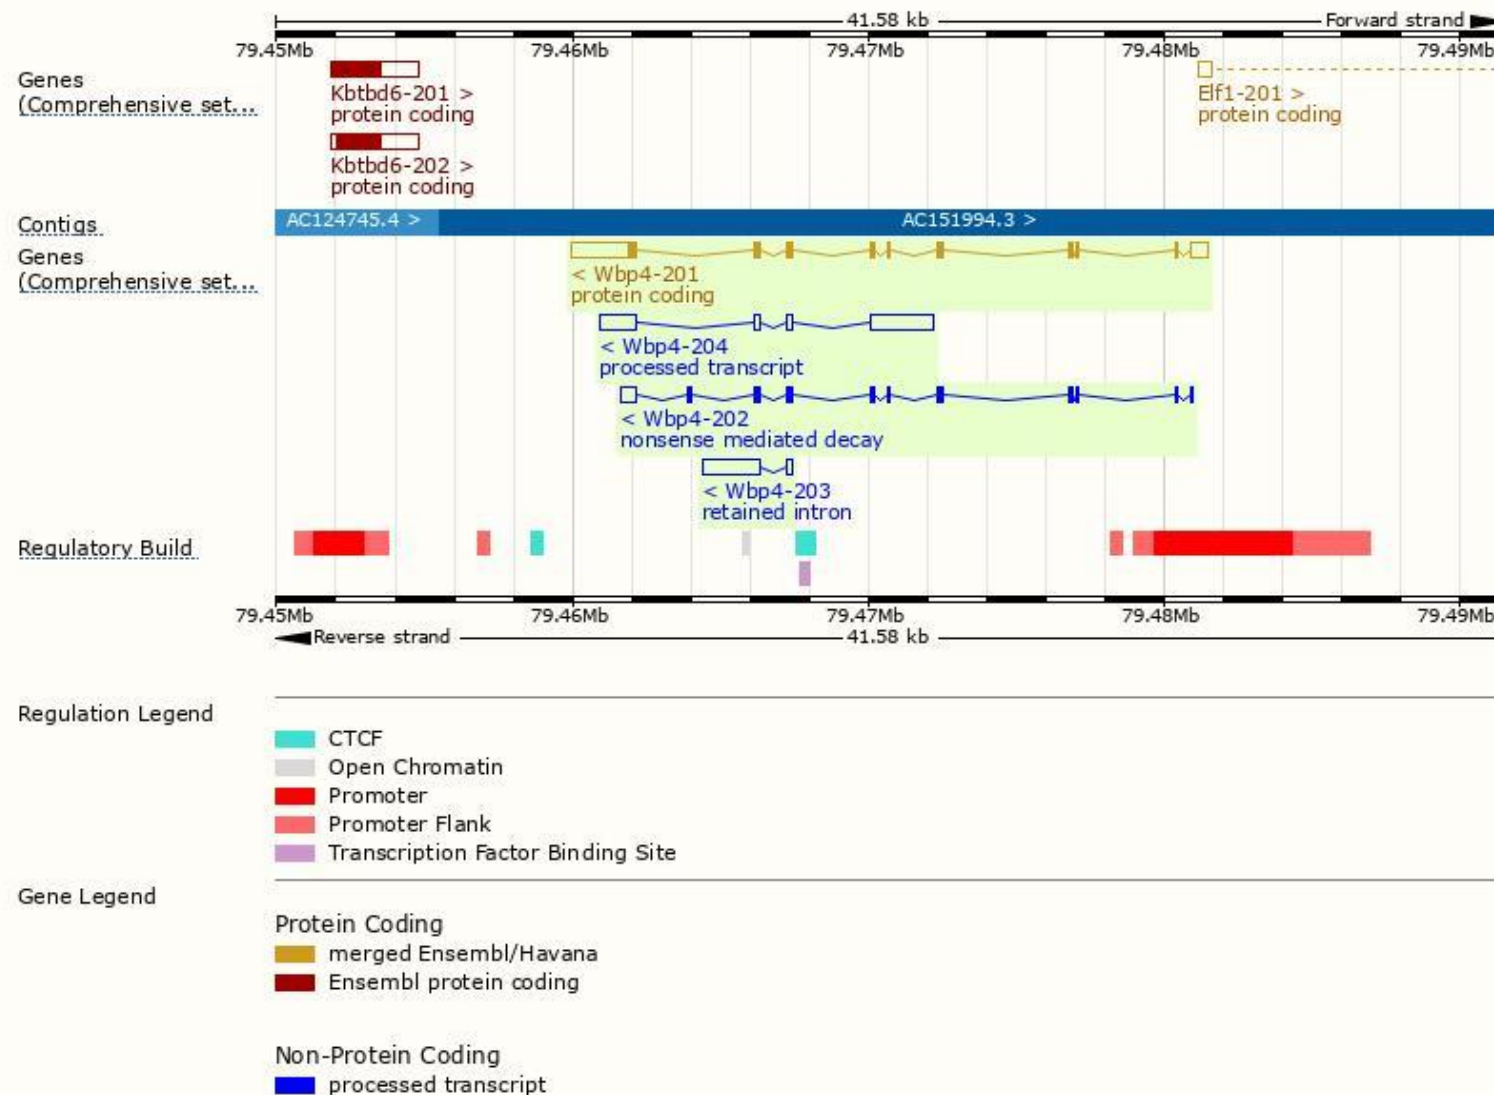 41.58 kb Forward strand
79.45Mb 79.46Mb 79.47Mb 79.48Mb 79.49Mb
Genes
(Comprehensive set...
Kbtbd6-201 >
protein coding
Elf1-201 >
protein coding
Kbtbd6-202 >
protein coding
Contigs
AC124745.4 > AC151994.3 >
Genes
(Comprehensive set...
< Wbp4-201
protein coding
< Wbp4-204
processed transcript
< Wbp4-202
nonsense mediated decay
< Wbp4-203
retained intron
Regulatory Build
79.45Mb 79.46Mb 79.47Mb 79.48Mb 79.49Mb
Reverse strand 41.58 kb
Regulation Legend
CTCF
Open Chromatin
Promoter
Promoter Flank
Transcription Factor Binding Site
Gene Legend
Protein Coding
merged Ensembl/Havana
Ensembl protein coding
Non-Protein Coding
processed transcript